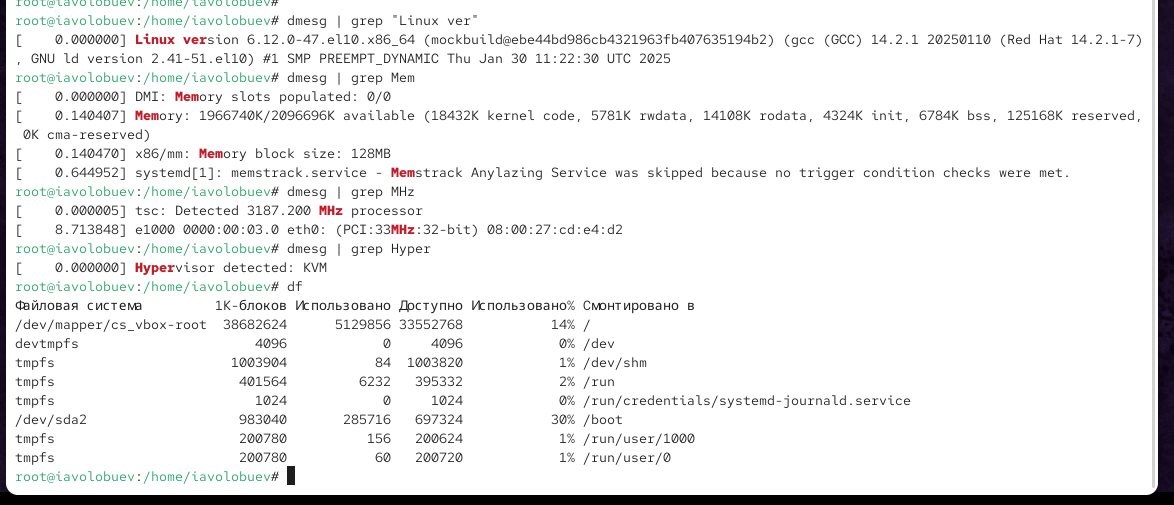 root@iavolobuev:/home/iavolobuev#
root@iavolobuev:/home/iavolobuev# dmesg | grep "Linux ver"
[    0.000000] Linux version 6.12.0-47.el10.x86_64 (mockbuild@ebe44bd986cb4321963fb407635194b2) (gcc (GCC) 14.2.1 20250110 (Red Hat 14.2.1-7)
, GNU ld version 2.41-51.el10) #1 SMP PREEMPT_DYNAMIC Thu Jan 30 11:22:30 UTC 2025
root@iavolobuev:/home/iavolobuev# dmesg | grep Mem
[    0.000000] DMI: Memory slots populated: 0/0
[    0.140407] Memory: 1966740K/2096696K available (18432K kernel code, 5781K rwdata, 14108K rodata, 4324K init, 6784K bss, 125168K reserved,
 0K cma-reserved)
[    0.140470] x86/mm: Memory block size: 128MB
[    0.644952] systemd[1]: memstrack.service - Memstrack Anylazing Service was skipped because no trigger condition checks were met.
root@iavolobuev:/home/iavolobuev# dmesg | grep MHz
[    0.000005] tsc: Detected 3187.200 MHz processor
[    8.713848] e1000 0000:00:03.0 eth0: (PCI:33MHz:32-bit) 08:00:27:cd:e4:d2
root@iavolobuev:/home/iavolobuev# dmesg | grep Hyper
[    0.000000] Hypervisor detected: KVM
root@iavolobuev:/home/iavolobuev# df
Файловая система         1K-блоков Использовано Доступно Использовано% Смонтировано в
/dev/mapper/cs_vbox-root  38682624      5129856 33552768           14% /
devtmpfs                      4096            0     4096            0% /dev
tmpfs                      1003904           84  1003820            1% /dev/shm
tmpfs                       401564         6232   395332            2% /run
tmpfs                         1024            0     1024            0% /run/credentials/systemd-journald.service
/dev/sda2                   983040       285716   697324           30% /boot
tmpfs                       200780          156   200624            1% /run/user/1000
tmpfs                       200780           60   200720            1% /run/user/0
root@iavolobuev:/home/iavolobuev#